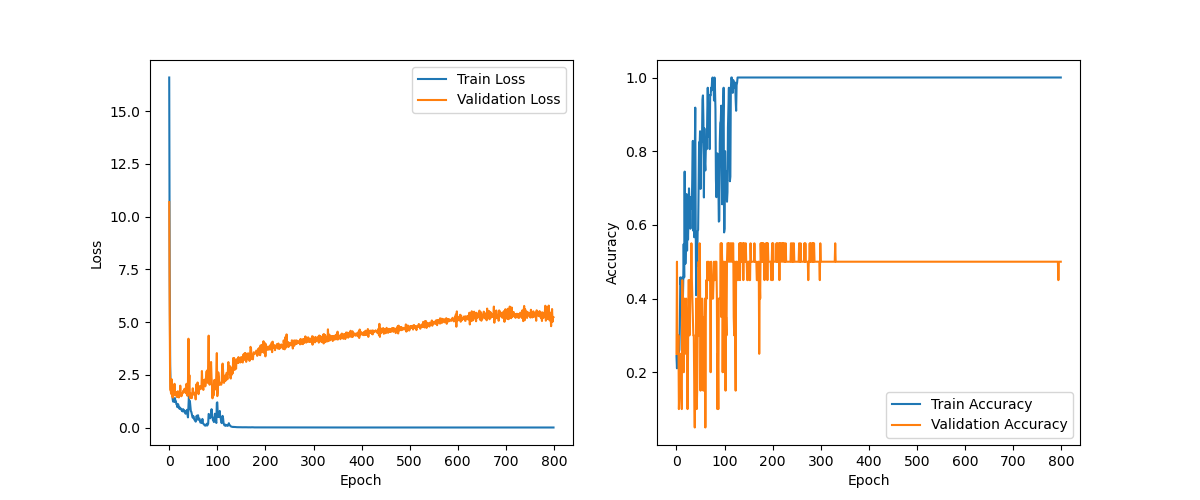 Train Loss
Validation Loss
15.0
12.5
10.0
7.5
5.0
2.5
0.0
Loss
0 100 200 300 400 500 600 700 800
Epoch
1.0
0.8
0.6
0.4
0.2
Accuracy
Train Accuracy
Validation Accuracy
0 100 200 300 400 500 600 700 800
Epoch